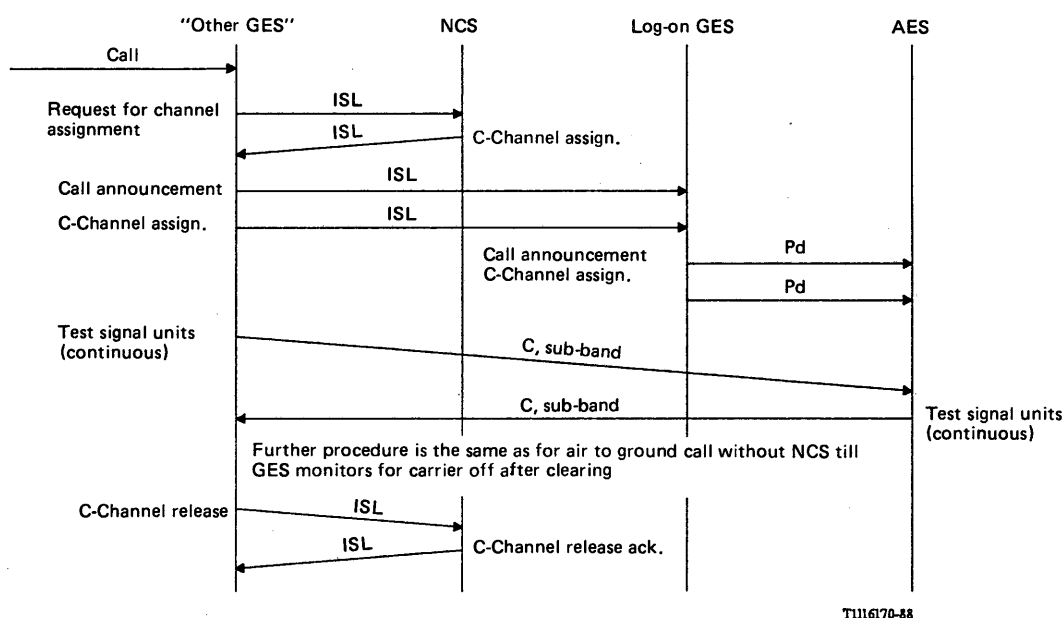 "Other GES" NCS Log-on GES AES
Call
ISL
Request for channel
assignment
ISL
C-Channel assign.
ISL
Call announcement
ISL
C-Channel assign.
Call announcement
C-Channel assign.
Pd
Pd
Test signal units
(continuous)
C, sub-band
C, sub-band
Test signal units
(continuous)
Further procedure is the same as for air to ground call without NCS till
GES monitors for carrier off after clearing
C-Channel release
ISL
ISL
C-Channel release ack.
T1116170-88